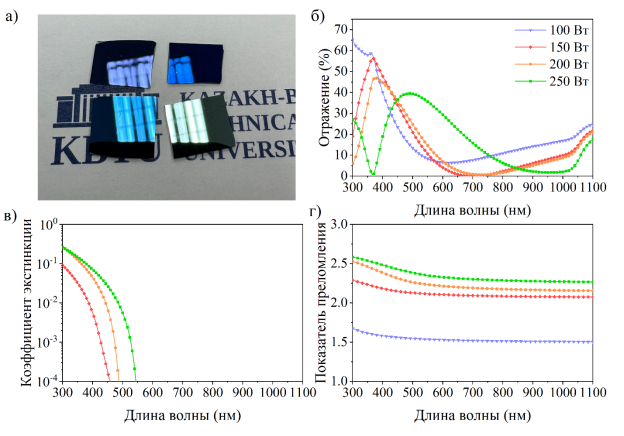 а)
KAZAKH-B
TECHNICA
UNIVERSI
б)
Отражение (%)
75
70
60
50
40
30
20
10
0
300 400 500 600 700 800 900 1000 1100
Длина волны (нм)
100 Вт
150 Вт
200 Вт
250 Вт
в)
Коэффициент экстинкции
10⁰
10⁻¹
10⁻²
10⁻³
10⁻⁴
300 400 500 600 700 800 900 1000 1100
Длина волны (нм)
г)
Показатель преломления
3.0
2.5
2.0
1.5
1.0
300 400 500 600 700 800 900 1000 1100
Длина волны (нм)